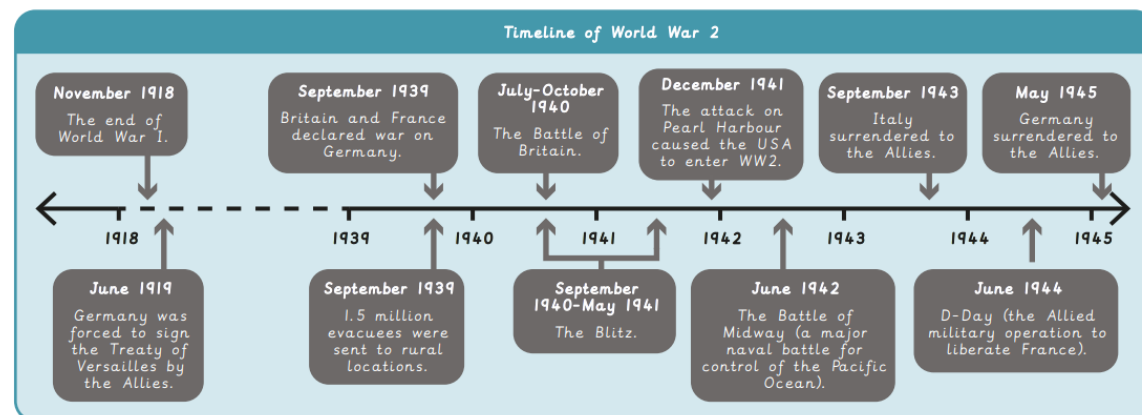 Timeline of World War 2
November 1918
The end of
World War I.
September 1939
Britain and France
declared war on
Germany.
July-October
1940
The Battle of
Britain.
December 1941
The attack on
Pearl Harbour
caused the USA
to enter WW2.
September 1943
Italy
surrendered to
the Allies.
May 1945
Germany
surrendered to
the Allies.
1918
1939
1940
1941
1942
1943
1944
1945
June 1919
Germany was
forced to sign
the Treaty of
Versailles by
the Allies.
September 1939
1.5 million
evacuees were
sent to rural
locations.
September
1940-May 1941
The Blitz.
June 1942
The Battle of
Midway (a major
naval battle for
control of the Pacific
Ocean).
June 1944
D-Day (the Allied
military operation to
liberate France).